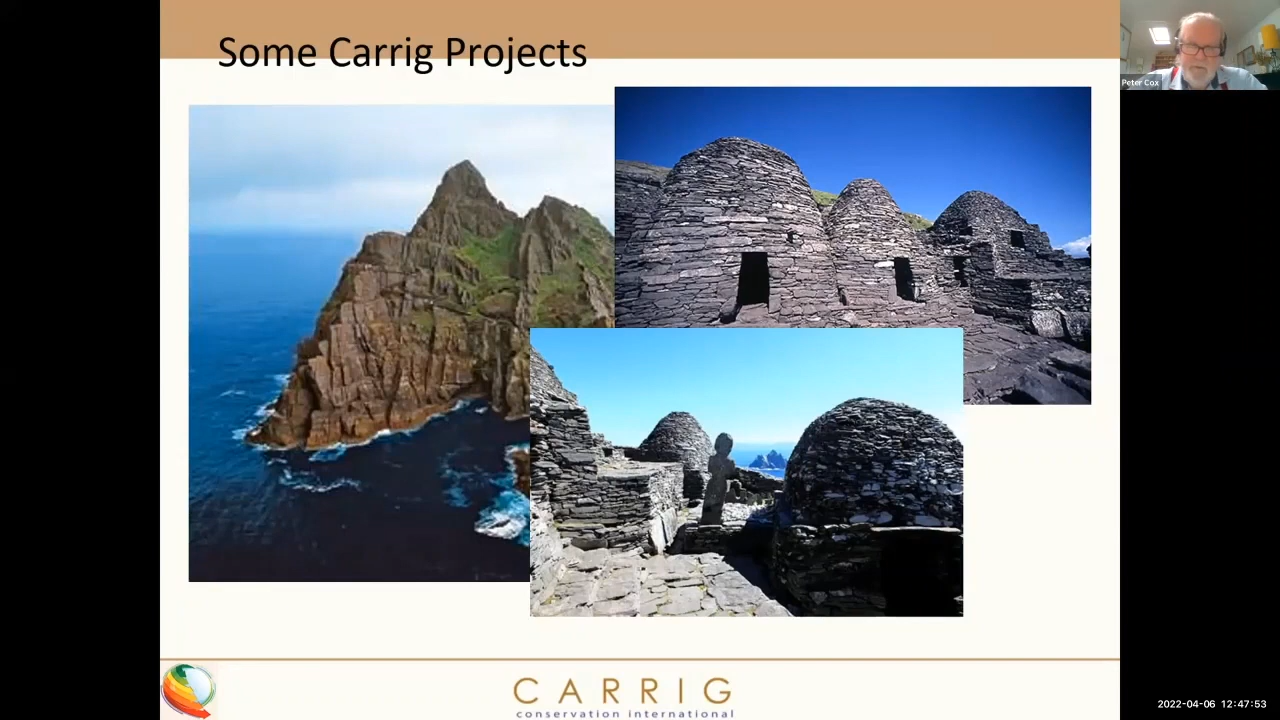 Some Carrig Projects
Peter Cox
CARRIG
conservation international
2022-04-06 12:47:53